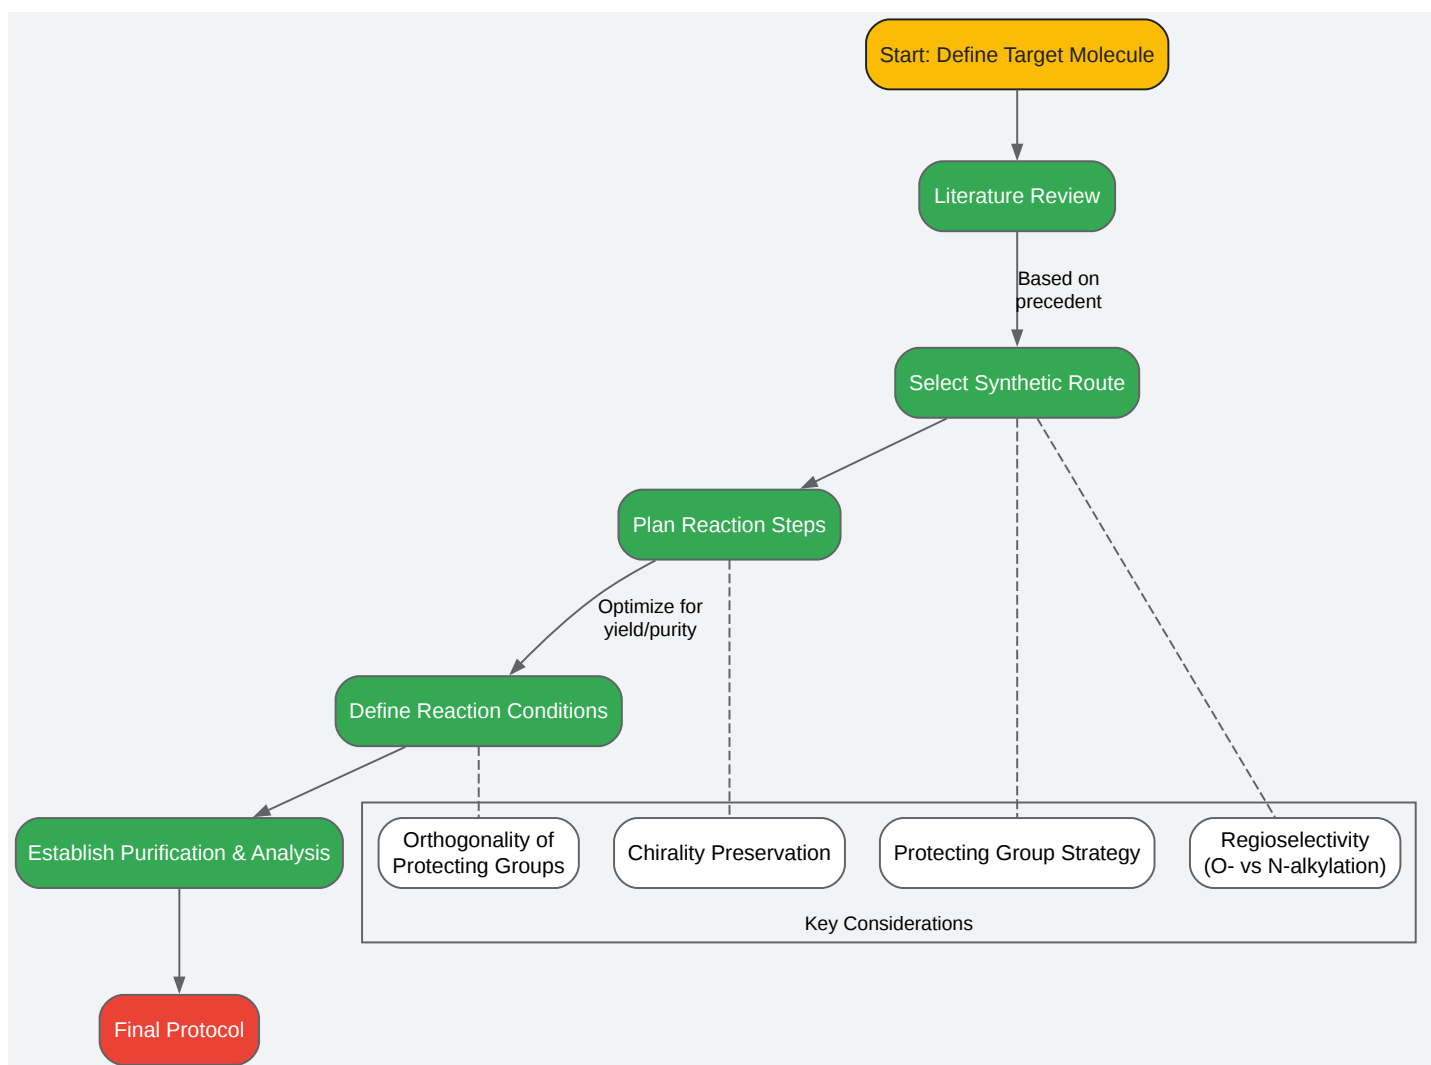 Start: Define Target Molecule
Literature Review
Based on
precedent
Select Synthetic Route
Plan Reaction Steps
Optimize for
yield/purity
Define Reaction Conditions
Establish Purification & Analysis
Orthogonality of
Protecting Groups
Chirality Preservation
Protecting Group Strategy
Regioselectivity
(O- vs N-alkylation)
Key Considerations
Final Protocol